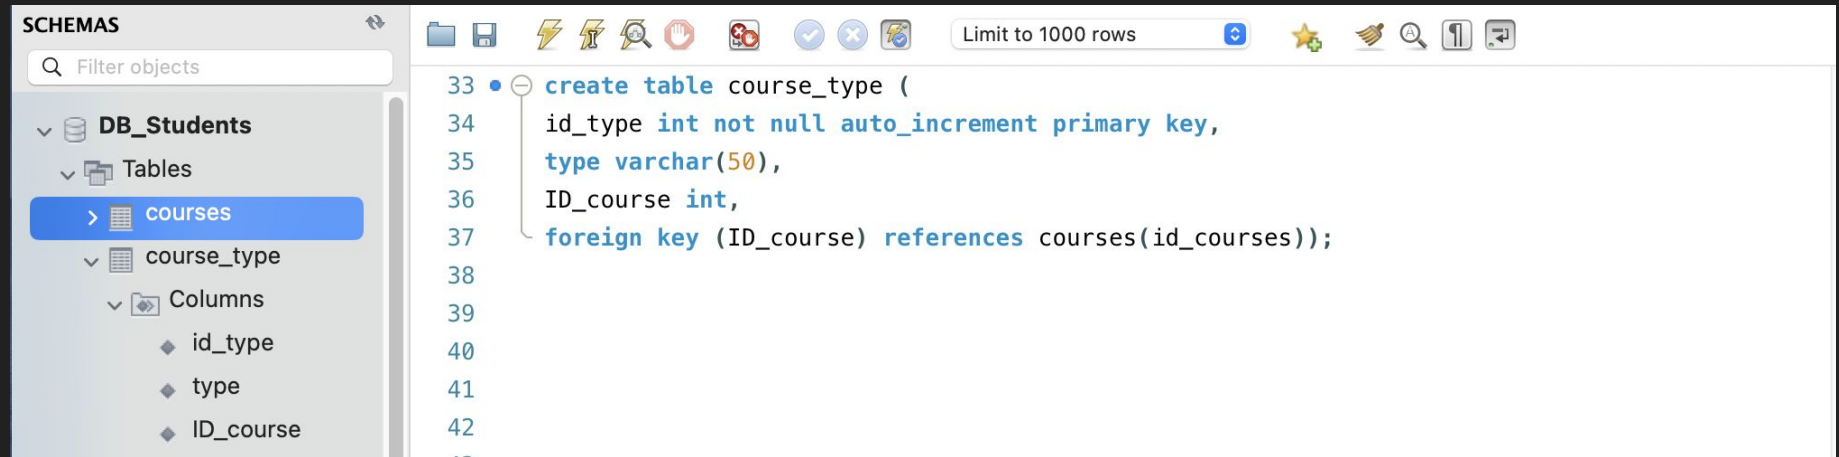 SCHEMAS
Filter objects
DB_Students
Tables
courses
course_type
Columns
id_type
type
ID_course
Limit to 1000 rows
33 create table course_type (
34 id_type int not null auto_increment primary key,
35 type varchar(50),
36 ID_course int,
37 foreign key (ID_course) references courses(id_courses));
38
39
40
41
42